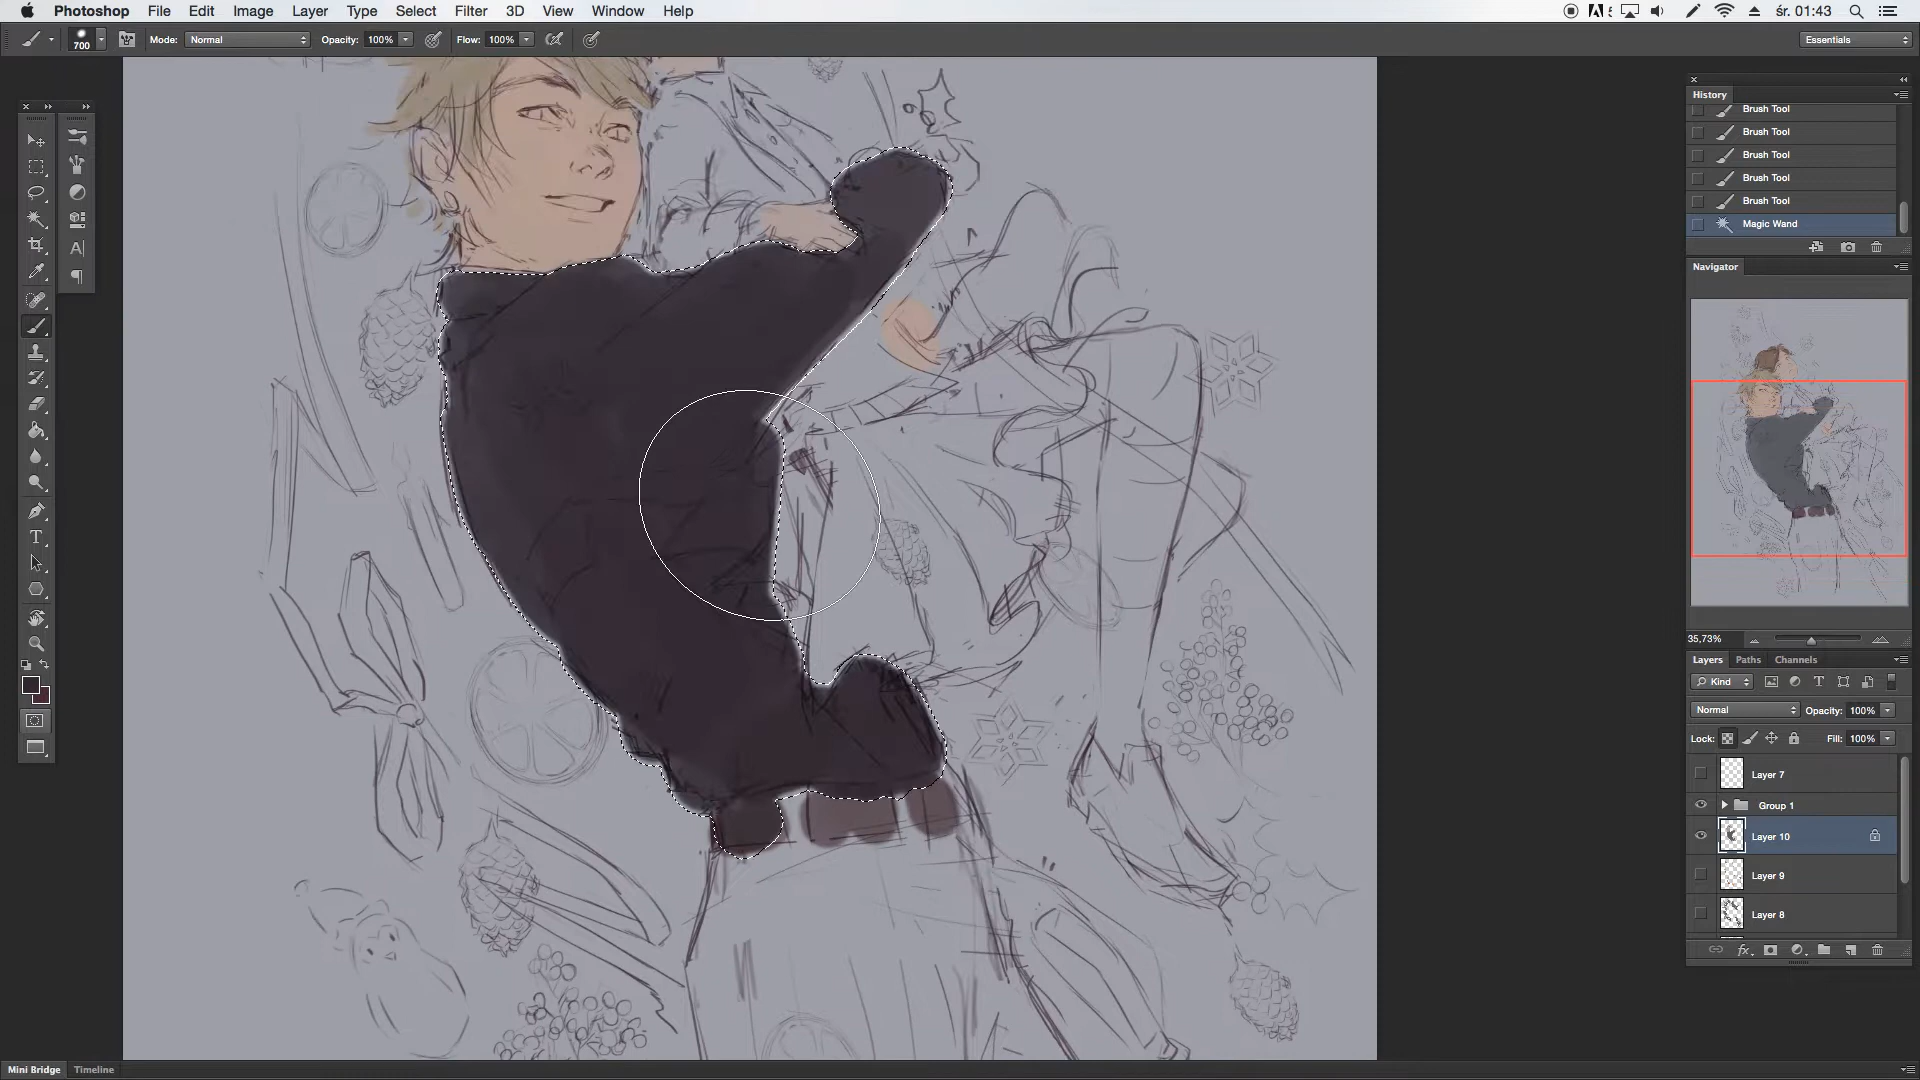 Photoshop File Edit Image Layer Type Select Filter 3D View Window Help śr. 01:43
700 Mode: Normal Opacity: 100% Flow: 100% Essentials
History
Brush Tool
Brush Tool
Brush Tool
Brush Tool
Brush Tool
Magic Wand
Navigator
35,73%
Layers Paths Channels
Kind
Normal Opacity: 100%
Lock: Fill: 100%
Layer 7
Group 1
Layer 10
Layer 9
Layer 8
Mini Bridge Timeline